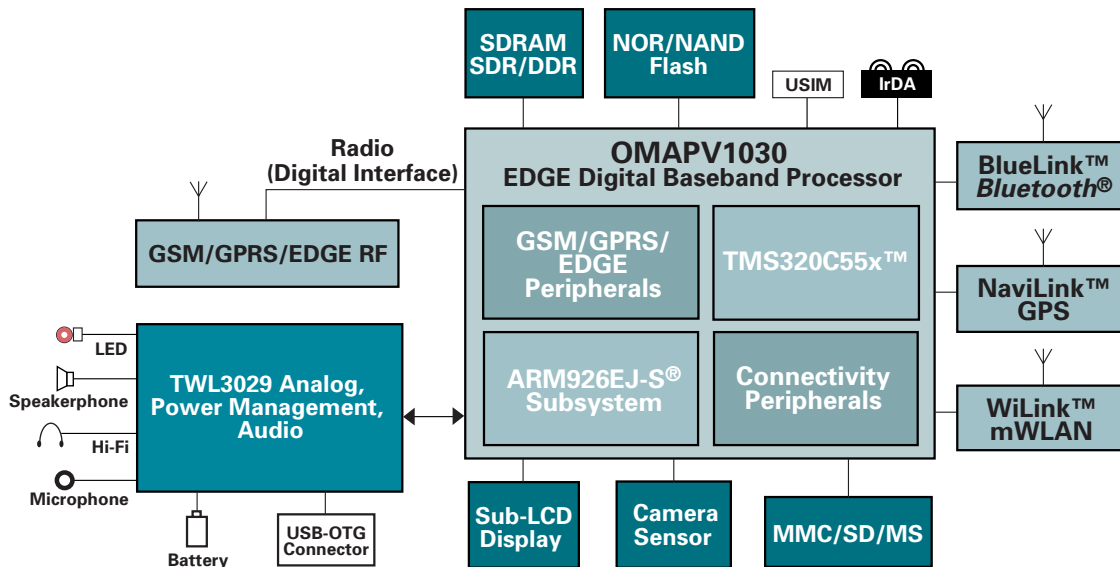 SDRAM
SDR/DDR
NOR/NAND
Flash
USIM
IrDA
Radio
(Digital Interface)
OMAPV1030
EDGE Digital Baseband Processor
BlueLink™
Bluetooth®
GSM/GPRS/EDGE RF
GSM/GPRS/
EDGE
Peripherals
TMS320C55x™
NaviLink™
GPS
LED
Speakerphone
Hi-Fi
Microphone
TWL3029 Analog,
Power Management,
Audio
ARM926EJ-S®
Subsystem
Connectivity
Peripherals
WiLink™
mWLAN
Battery
USB-OTG
Connector
Sub-LCD
Display
Camera
Sensor
MMC/SD/MS